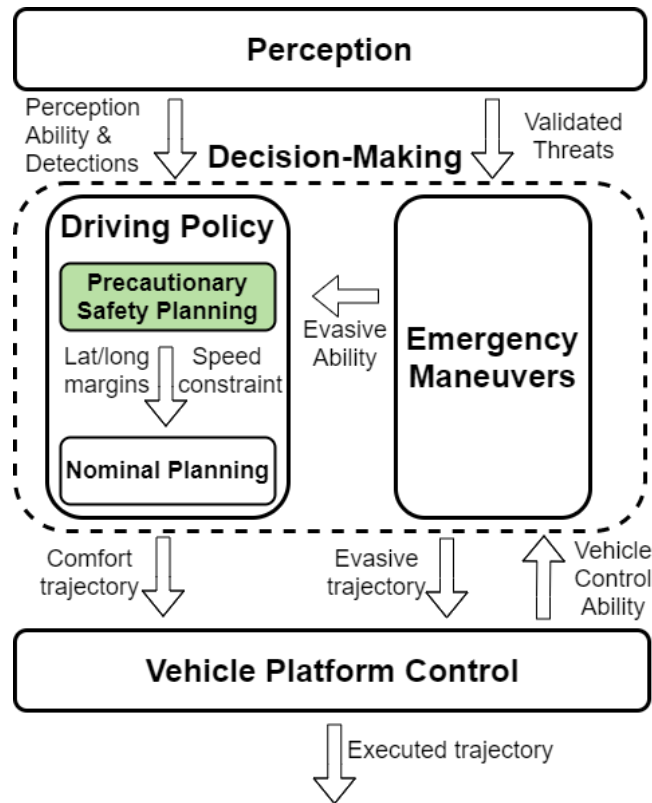 Perception
Perception
Ability &
Detections
Validated
Threats
Decision-Making
Driving Policy
Precautionary
Safety Planning
Lat/long
margins
Speed
constraint
Nominal Planning
Evasive
Ability
Emergency
Maneuvers
Comfort
trajectory
Evasive
trajectory
Vehicle
Control
Ability
Vehicle Platform Control
Executed trajectory